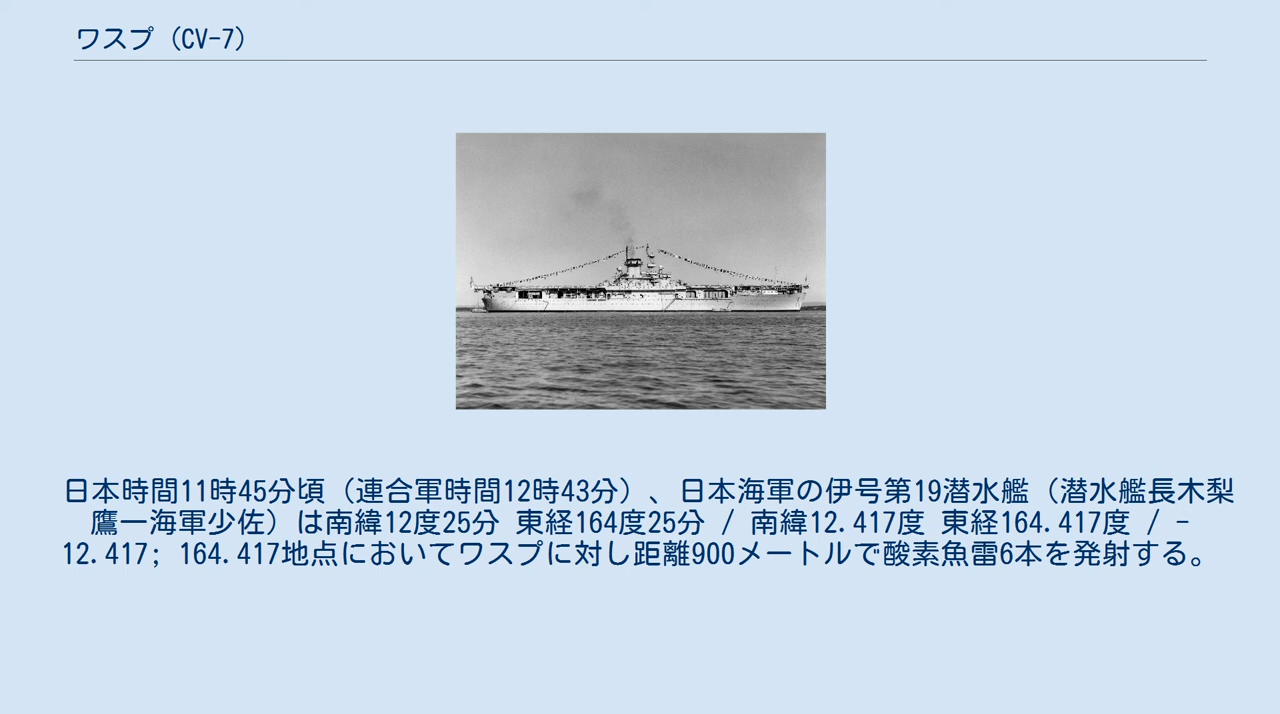 ワスプ（CV-7）
日本時間11時45分頃（連合軍時間12時43分）、日本海軍の伊号第19潜水艦（潜水艦長木梨
鷹一海軍少佐）は南緯12度25分 東経164度25分 / 南緯12.417度 東経164.417度 / -
12.417; 164.417地点においてワスプに対し距離900メートルで酸素魚雷6本を発射する。